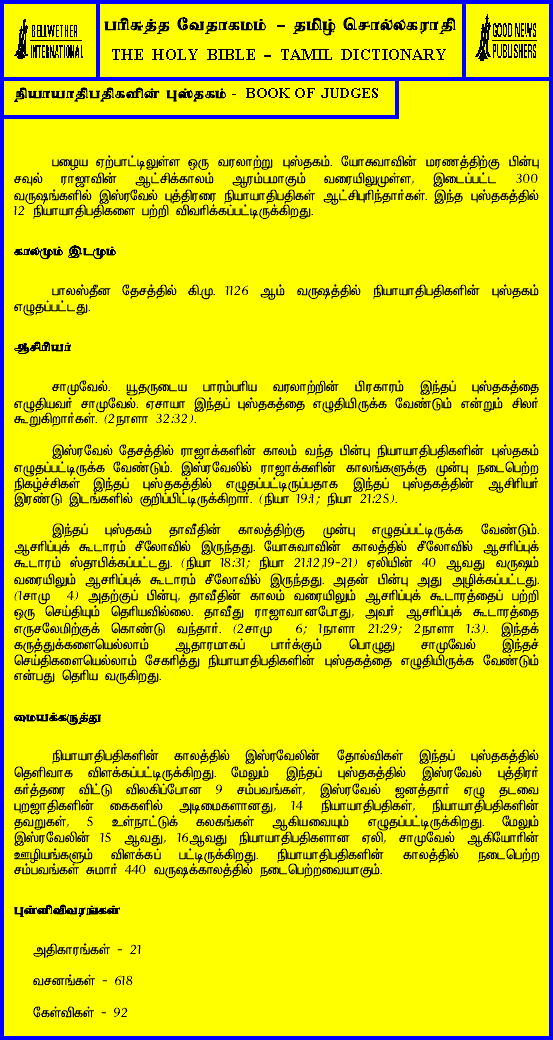 BELLWETHER
INTERNATIONAL
பரிசுத்த வேதாகமம் – தமிழ் சொல்லகராதி
THE HOLY BIBLE – TAMIL DICTIONARY
GOOD NEWS
PUBLISHERS
நியாயாதிபதிகளின் புஸ்தகம் - BOOK OF JUDGES
பழைய ஏற்பாட்டிலுள்ள ஒரு வரலாற்று புஸ்தகம். யோசுவாவின் மரணத்திற்கு பின்பு
சவுல் ராஜாவின் ஆட்சிக்காலம் ஆரம்பமாகும் வரையிலுமுள்ள, இடைப்பட்ட 300
வருஷங்களில் இஸ்ரவேல் புத்திரரை நியாயாதிபதிகள் ஆட்சிபுரிந்தார்கள். இந்த புஸ்தகத்தில்
12 நியாயாதிபதிகளை பற்றி விவரிக்கப்பட்டிருக்கிறது.
காலமும் இடமும்
பாலஸ்தீன தேசத்தில் கி.மு. 1126 ஆம் வருஷத்தில் நியாயாதிபதிகளின் புஸ்தகம்
எழுதப்பட்டது.
ஆசிரியர்
சாமுவேல். யூதருடைய பாரம்பரிய வரலாற்றின் பிரகாரம் இந்தப் புஸ்தகத்தை
எழுதியவர் சாமுவேல். ஏசாயா இந்தப் புஸ்தகத்தை எழுதியிருக்க வேண்டும் என்றும் சிலர்
கூறுகிறார்கள். (2நாளா 32:32).
இஸ்ரவேல் தேசத்தில் ராஜாக்களின் காலம் வந்த பின்பு நியாயாதிபதிகளின் புஸ்தகம்
எழுதப்பட்டிருக்க வேண்டும். இஸ்ரவேலில் ராஜாக்களின் காலங்களுக்கு முன்பு நடைபெற்ற
நிகழ்ச்சிகள் இந்தப் புஸ்தகத்தில் எழுதப்பட்டிருப்பதாக இந்தப் புஸ்தகத்தின் ஆசிரியர்
இரண்டு இடங்களில் குறிப்பிட்டிருக்கிறார். (நியா 19:1; நியா 21:25).
இந்தப் புஸ்தகம் தாவீதின் காலத்திற்கு முன்பு எழுதப்பட்டிருக்க வேண்டும்.
ஆசரிப்புக் கூடாரம் சீலோவில் இருந்தது. யோசுவாவின் காலத்தில் சீலோவில் ஆசரிப்புக்
கூடாரம் ஸ்தாபிக்கப்பட்டது. (நியா 18:31; நியா 21:12,19-21) ஏலியின் 40 ஆவது வருஷம்
வரையிலும் ஆசரிப்புக் கூடாரம் சீலோவில் இருந்தது. அதன் பின்பு அது அழிக்கப்பட்டது.
(1சாமு 4) அதற்குப் பின்பு, தாவீதின் காலம் வரையிலும் ஆசரிப்புக் கூடாரத்தைப் பற்றி
ஒரு செய்தியும் தெரியவில்லை. தாவீது ராஜாவானபோது, அவர் ஆசரிப்புக் கூடாரத்தை
எருசலேமிற்குக் கொண்டு வந்தார். (2சாமு 6; 1நாளா 21:29; 2நாளா 1:3). இந்தக்
கருத்துக்களையெல்லாம் ஆதாரமாகப் பார்க்கும் பொழுது சாமுவேல் இந்தச்
செய்திகளையெல்லாம் சேகரித்து நியாயாதிபதிகளின் புஸ்தகத்தை எழுதியிருக்க வேண்டும்
என்பது தெரிய வருகிறது.
மையக்கருத்து
நியாயாதிபதிகளின் காலத்தில் இஸ்ரவேலின் தோல்விகள் இந்தப் புஸ்தகத்தில்
தெளிவாக விளக்கப்பட்டிருக்கிறது. மேலும் இந்தப் புஸ்தகத்தில் இஸ்ரவேல் புத்திரர்
கர்த்தரை விட்டு விலகிப்போன 9 சம்பவங்கள், இஸ்ரவேல் ஜனத்தார் ஏழு தடவை
புறஜாதிகளின் கைகளில் அடிமைகளானது, 14 நியாயாதிபதிகள், நியாயாதிபதிகளின்
தவறுகள், 5 உள்நாட்டுக் கலகங்கள் ஆகியவையும் எழுதப்பட்டிருக்கிறது. மேலும்
இஸ்ரவேலின் 15 ஆவது, 16ஆவது நியாயாதிபதிகளான ஏலி, சாமுவேல் ஆகியோரின்
ஊழியங்களும் விளக்கப் பட்டிருக்கிறது. நியாயாதிபதிகளின் காலத்தில் நடைபெற்ற
சம்பவங்கள் சுமார் 440 வருஷக்காலத்தில் நடைபெற்றவையாகும்.
புள்ளிவிவரங்கள்
அதிகாரங்கள் - 21
வசனங்கள் - 618
கேள்விகள் - 92